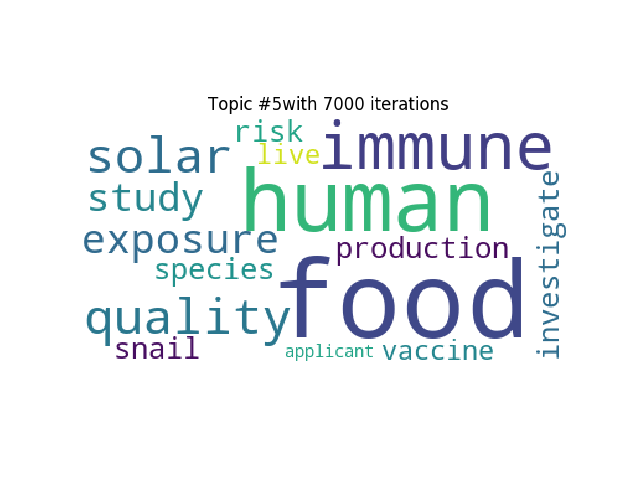 Topic #5with 7000 iterations
risk
immune
solar
live
human
study
investigate
exposure
production
species
food
quality
snail
applicant
vaccine